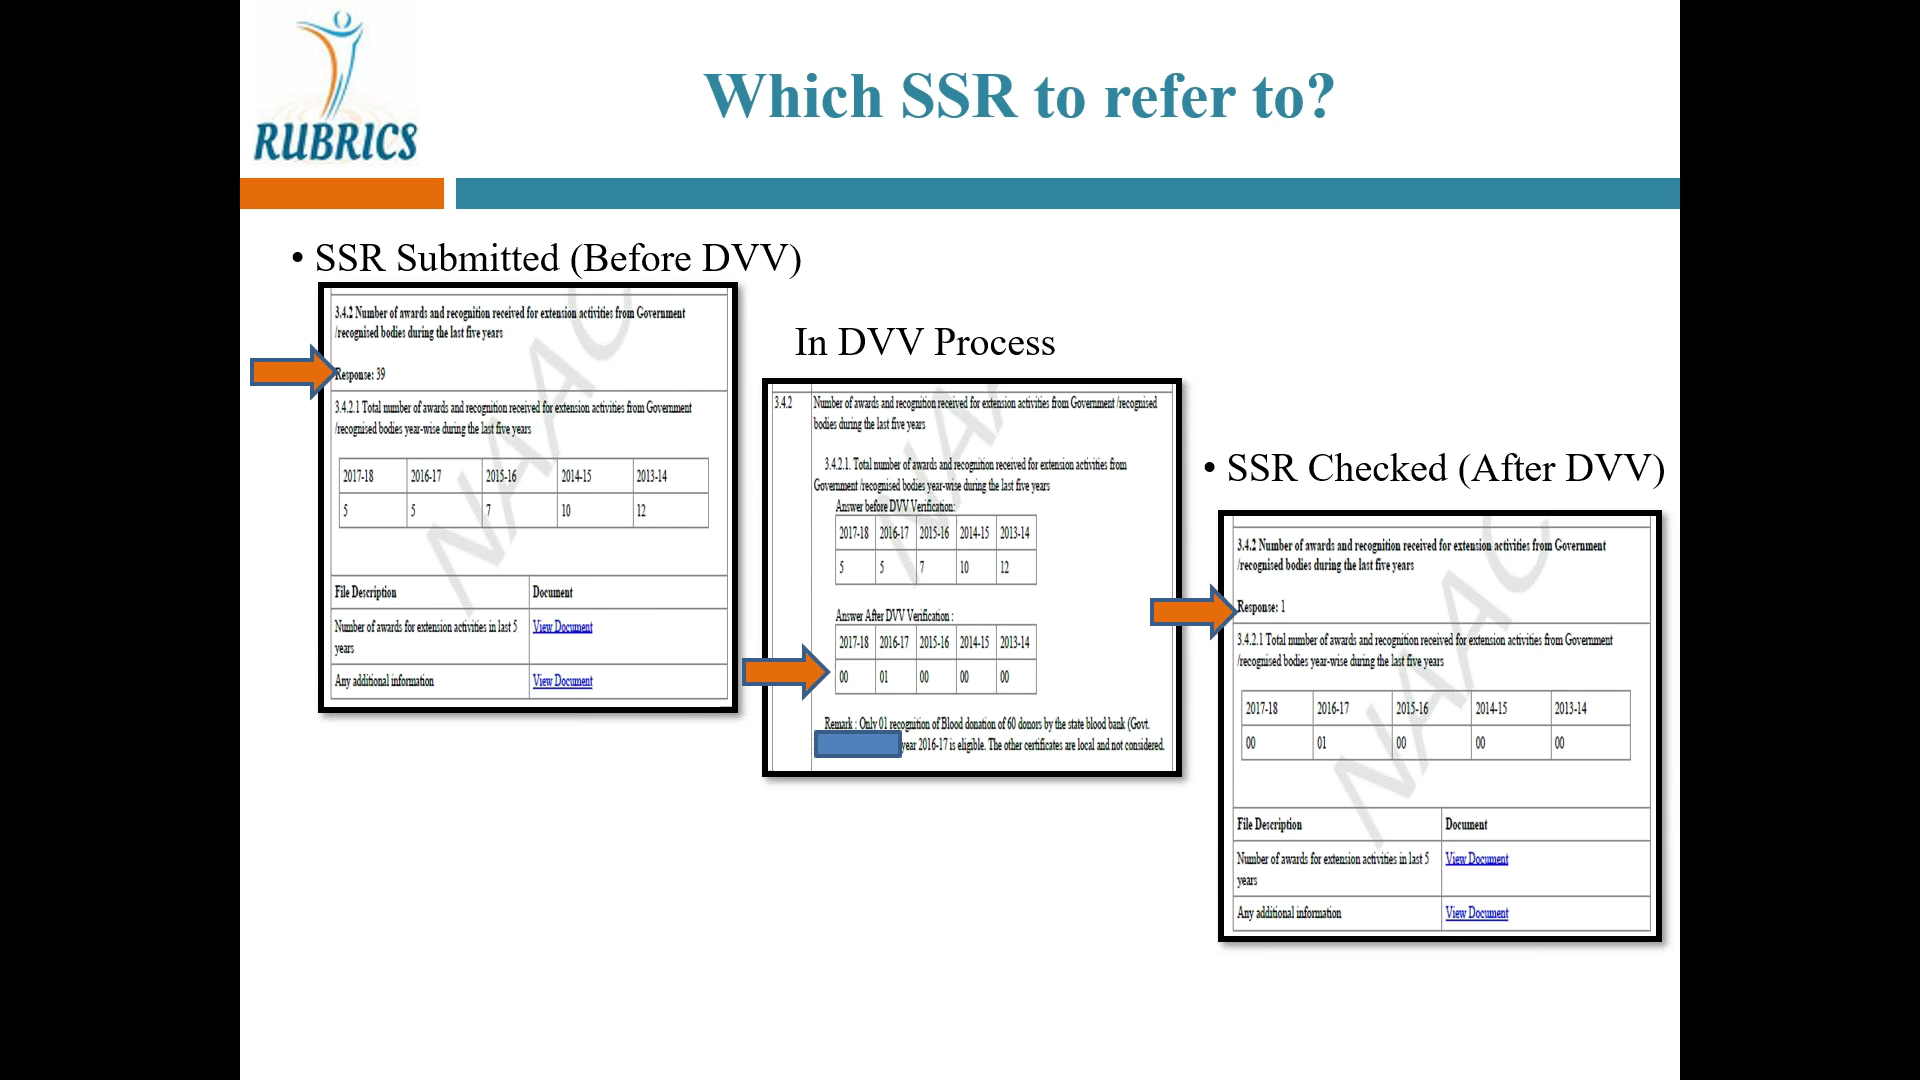 RUBRICS
Which SSR to refer to?
• SSR Submitted (Before DVV)
3.4.2 Number of awards and recognition received for extension activities from Government
/recognised bodies during the last five years
Response: 39
3.4.2.1 Total number of awards and recognition received for extension activities from Government
/recognised bodies year-wise during the last five years
2017-18 2016-17 2015-16 2014-15 2013-14
5 5 7 10 12
File Description Document
Number of awards for extension activities in last 5
years
View Document
Any additional information View Document
NAAC
In DVV Process
3.4.2 Number of awards and recognition received for extension activities from Government /recognised
bodies during the last five years
3.4.2.1. Total number of awards and recognition received for extension activities from
Government /recognised bodies year-wise during the last five years
Answer before DVV Verification:
2017-18 2016-17 2015-16 2014-15 2013-14
5 5 7 10 12
Answer After DVV Verification :
2017-18 2016-17 2015-16 2014-15 2013-14
00 01 00 00 00
Remark : Only 01 recognition of Blood donation of 60 donors by the state blood bank (Govt.
year 2016-17 is eligible. The other certificates are local and not considered.
• SSR Checked (After DVV)
3.4.2 Number of awards and recognition received for extension activities from Government
/recognised bodies during the last five years
Response: 1
3.4.2.1 Total number of awards and recognition received for extension activities from Government
/recognised bodies year-wise during the last five years
2017-18 2016-17 2015-16 2014-15 2013-14
00 01 00 00 00
File Description Document
Number of awards for extension activities in last 5
years
View Document
Any additional information View Document
NAAC